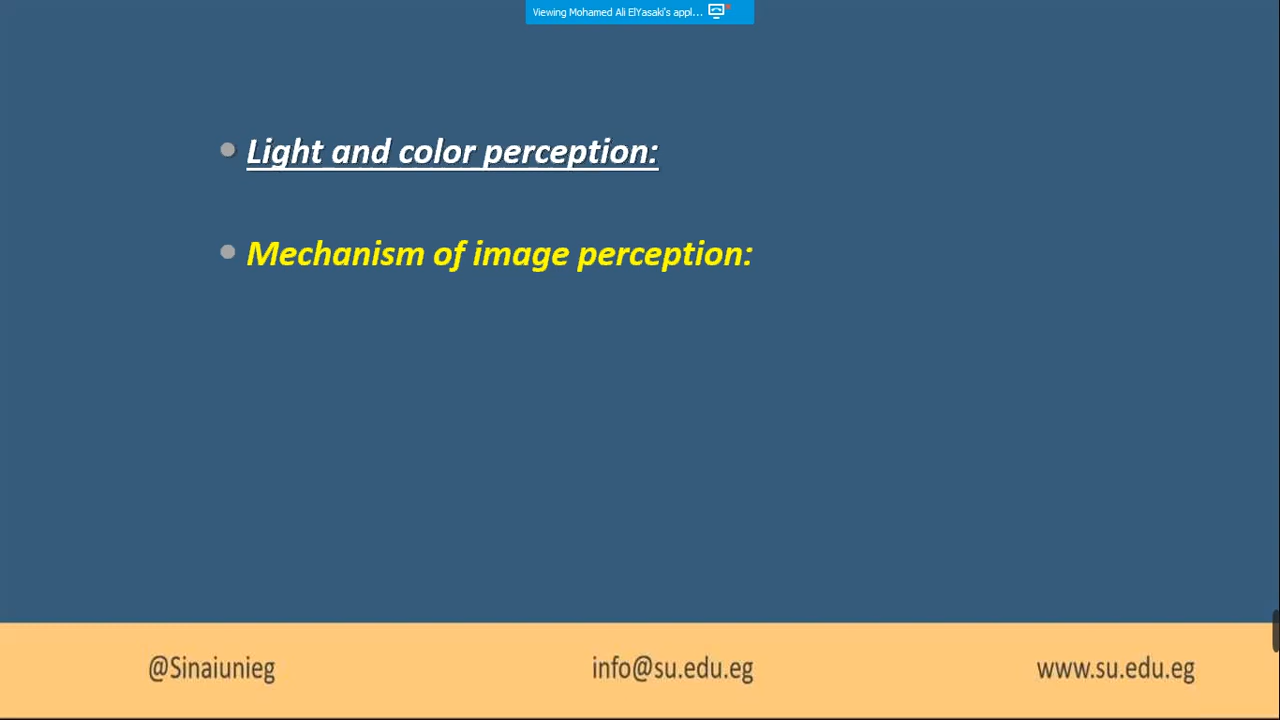 Viewing Mohamed Ali ElYasaki's appl...
Light and color perception:
Mechanism of image perception:
@Sinaiunieg info@su.edu.eg www.su.edu.eg